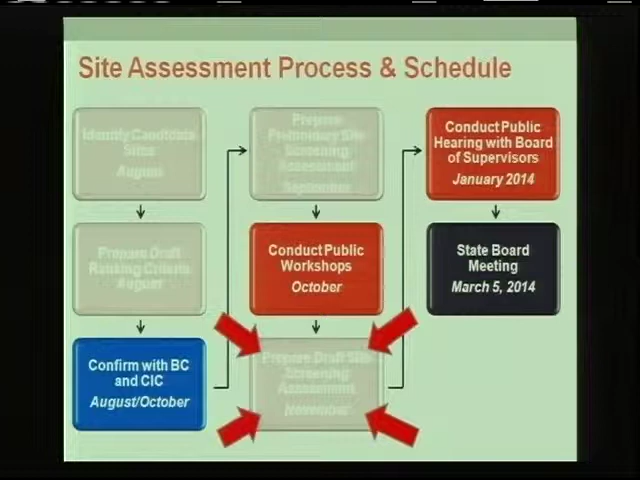 Site Assessment Process & Schedule
Identify Candidate
Sites
August
Prepare Draft
Ranking Criteria
August
Confirm with BC
and CIC
August/October
Prepare
Preliminary Site
Screening
Assessment
September
Conduct Public
Workshops
October
Prepare Draft Site
Screening
Assessment
November
Conduct Public
Hearing with Board
of Supervisors
January 2014
State Board
Meeting
March 5, 2014